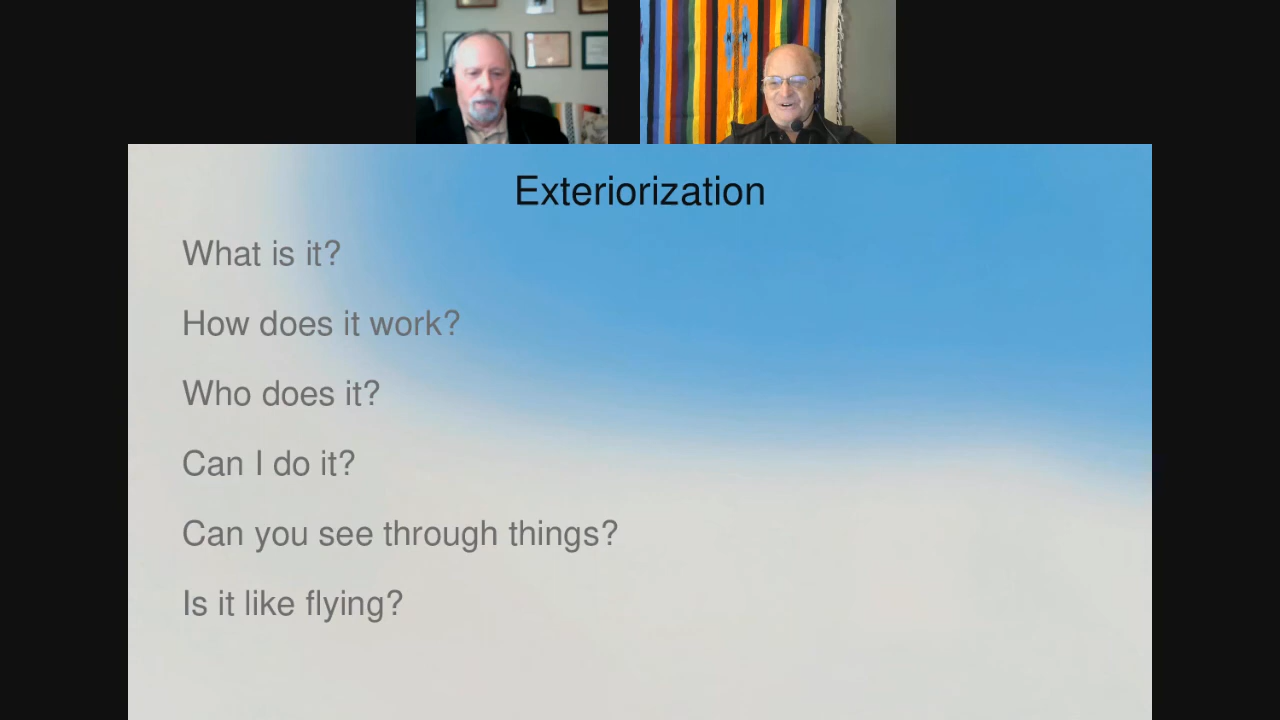 Exteriorization
What is it?
How does it work?
Who does it?
Can I do it?
Can you see through things?
Is it like flying?